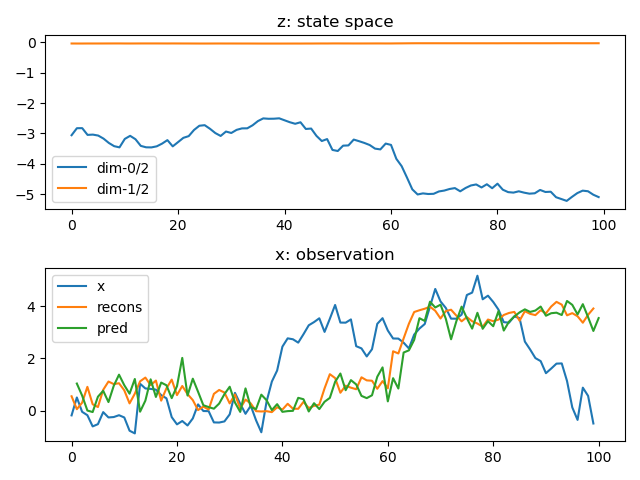 z: state space
0
−1
−2
−3
−4
−5
dim-0/2
dim-1/2
0 20 40 60 80 100
x: observation
4
2
0
x
recons
pred
0 20 40 60 80 100